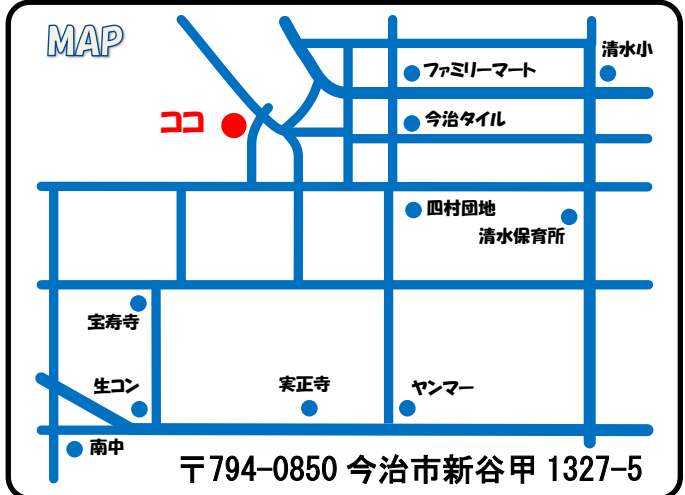 MAP
清水小
ファミリーマート
ココ
今治タイル
四村団地
清水保育所
宝寿寺
生コン
実正寺
ヤンマー
南中
〒794-0850 今治市新谷甲 1327-5